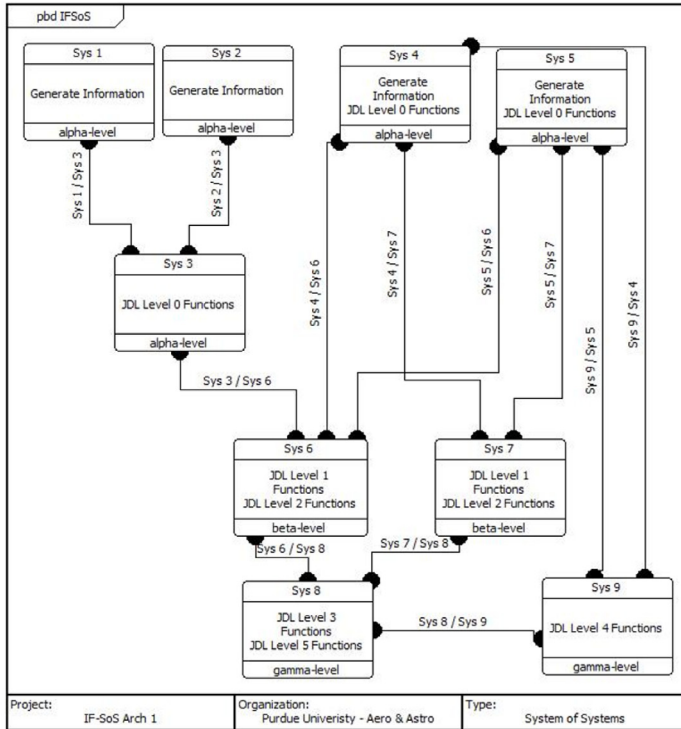 pbd IFSoS
Sys 1
Generate Information
alpha-level
Sys 2
Generate Information
alpha-level
Sys 4
Generate
Information
JDL Level 0 Functions
alpha-level
Sys 5
Generate
Information
JDL Level 0 Functions
alpha-level
Sys 1 / Sys 3
Sys 2 / Sys 3
Sys 4 / Sys 6
Sys 4 / Sys 7
Sys 5 / Sys 6
Sys 5 / Sys 7
Sys 9 / Sys 5
Sys 9 / Sys 4
Sys 3
JDL Level 0 Functions
alpha-level
Sys 3 / Sys 6
Sys 6
JDL Level 1
Functions
JDL Level 2 Functions
beta-level
Sys 7
JDL Level 1
Functions
JDL Level 2 Functions
beta-level
Sys 6 / Sys 8
Sys 7 / Sys 8
Sys 8
JDL Level 3
Functions
JDL Level 5 Functions
gamma-level
Sys 8 / Sys 9
Sys 9
JDL Level 4 Functions
gamma-level
Project:
IF-SoS Arch 1
Organization:
Purdue Univeristy - Aero & Astro
Type:
System of Systems